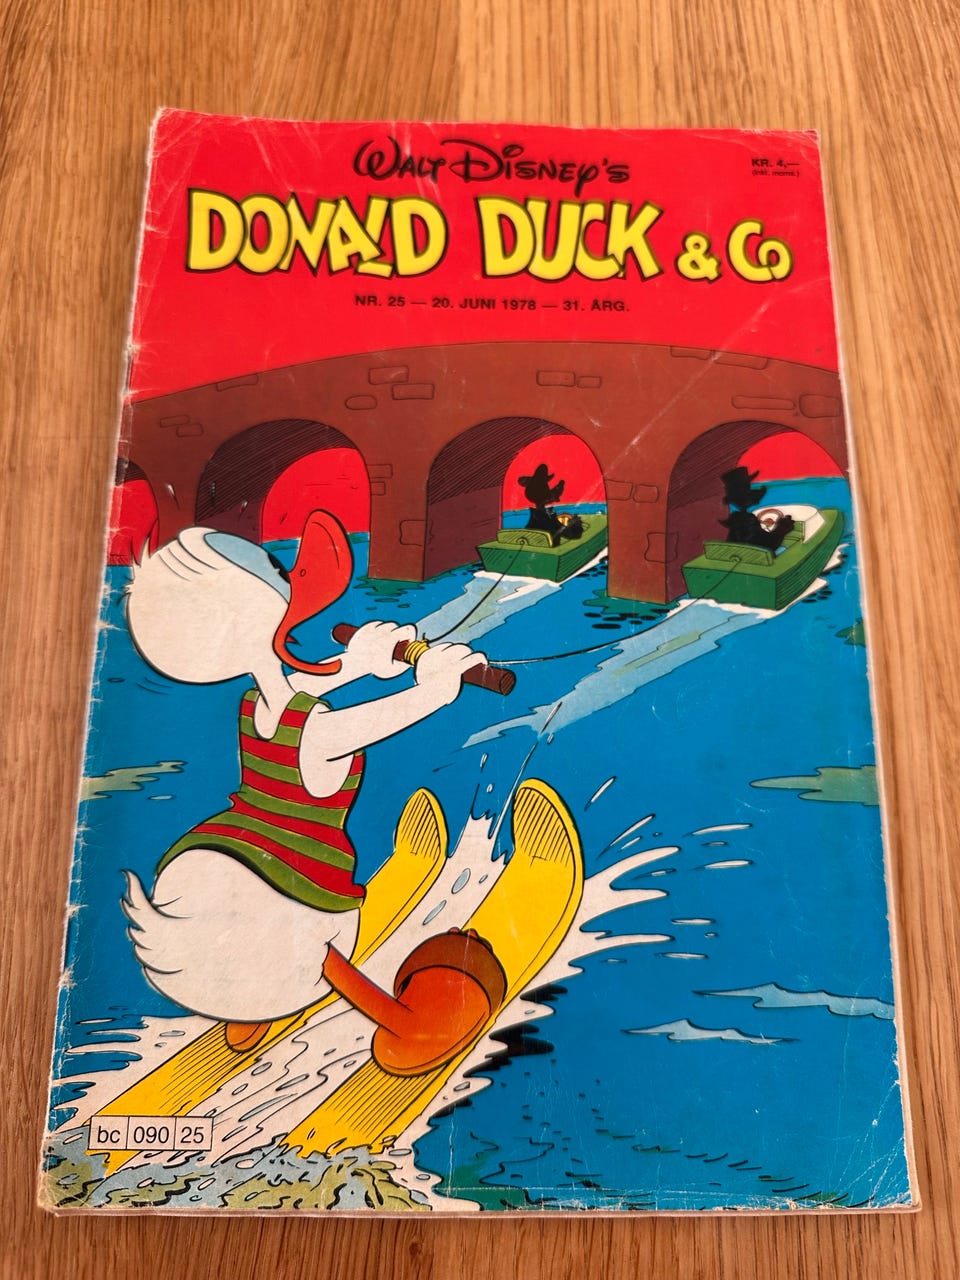 Walt Disney's
KR. 4,—
(inkl. moms.)
DONALD DUCK & Co
NR. 25 — 20. JUNI 1978 — 31. ÅRG.
bc 090 25